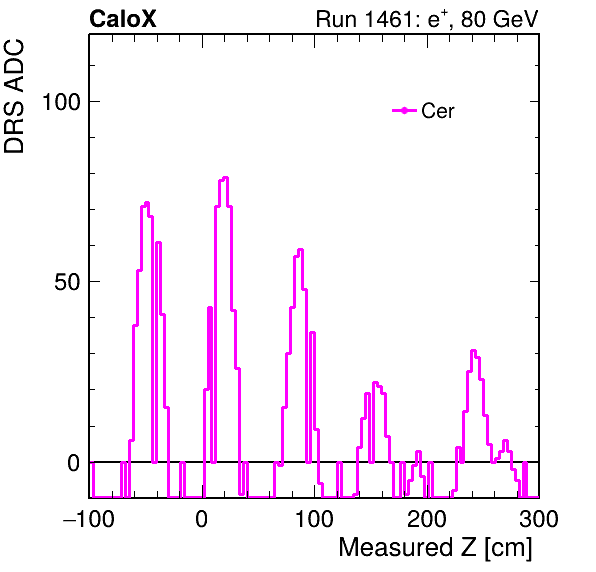 CaloX Run 1461: e⁺, 80 GeV
DRS ADC
Cer
100
50
0
−100 0 100 200 300
Measured Z [cm]